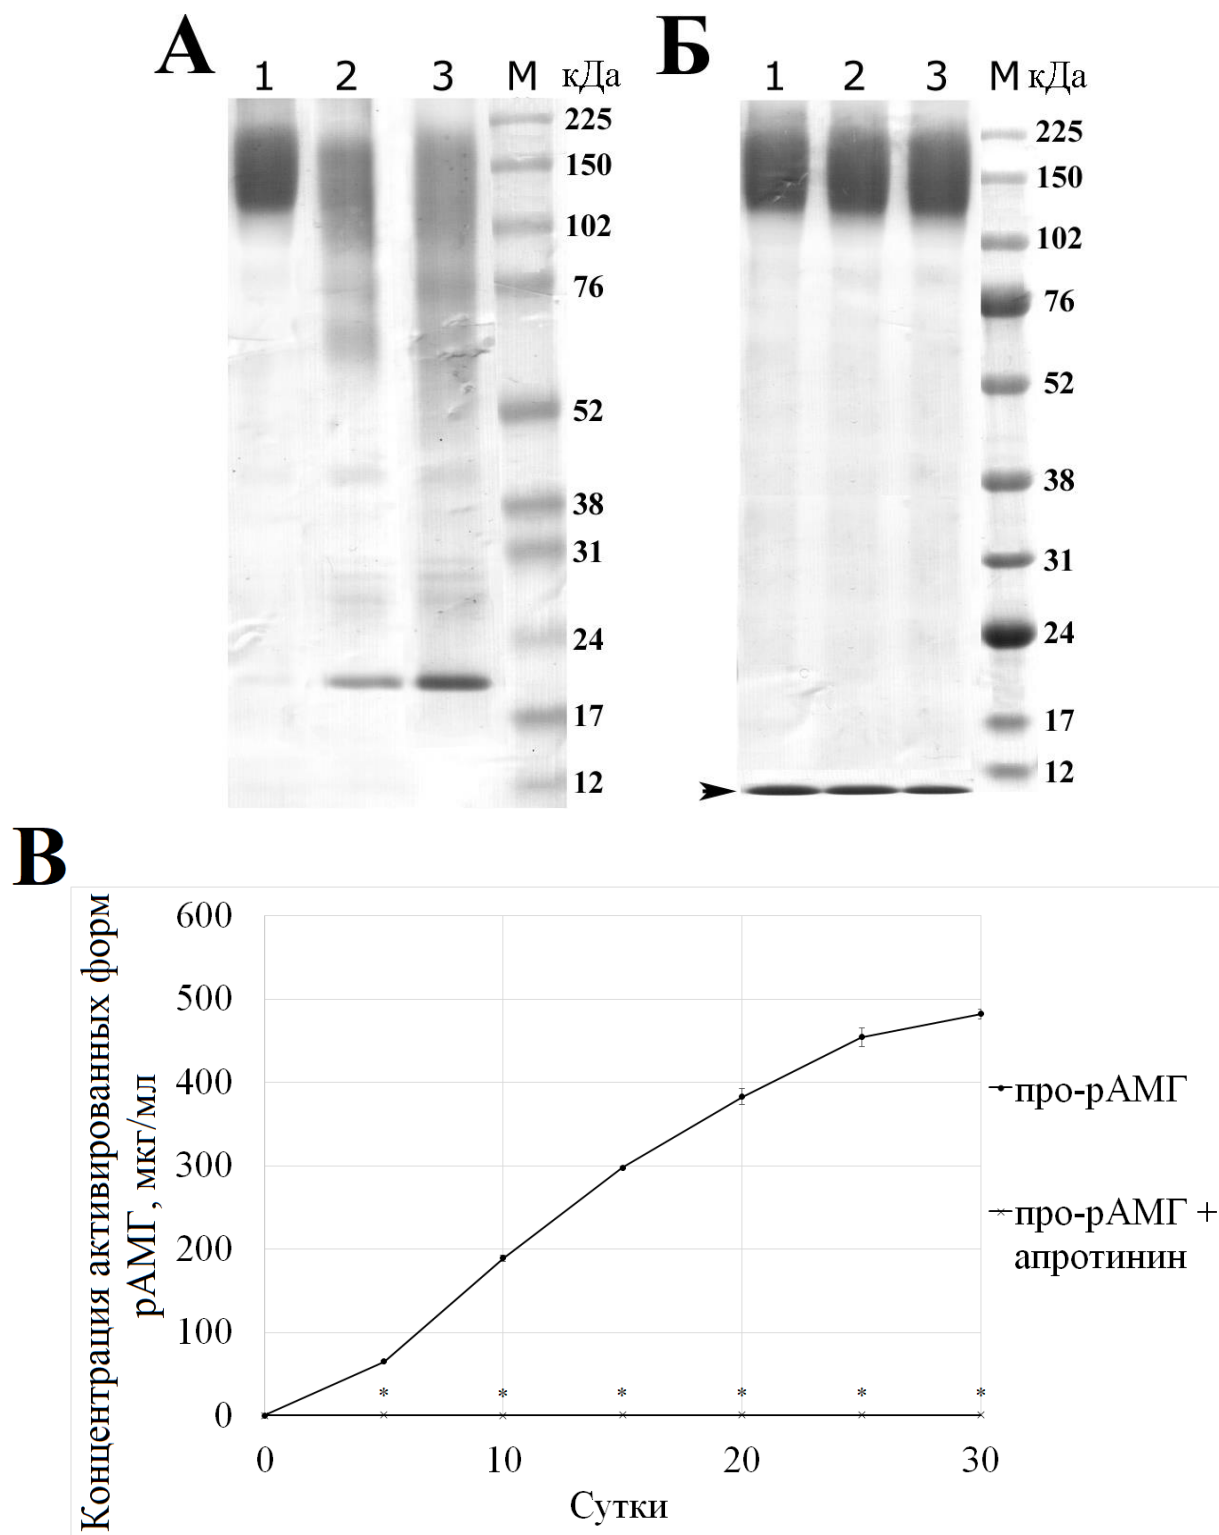 А
1 2 3 М кДа
225
150
102
76
52
38
31
24
17
12
Б
1 2 3 М кДа
225
150
102
76
52
38
31
24
17
12
В
Концентрация активированных форм
рАМГ, мкг/мл
600
500
400
300
200
100
0
* * * * * *
0 10 20 30
Сутки
про-рАМГ
про-рАМГ +
апротинин